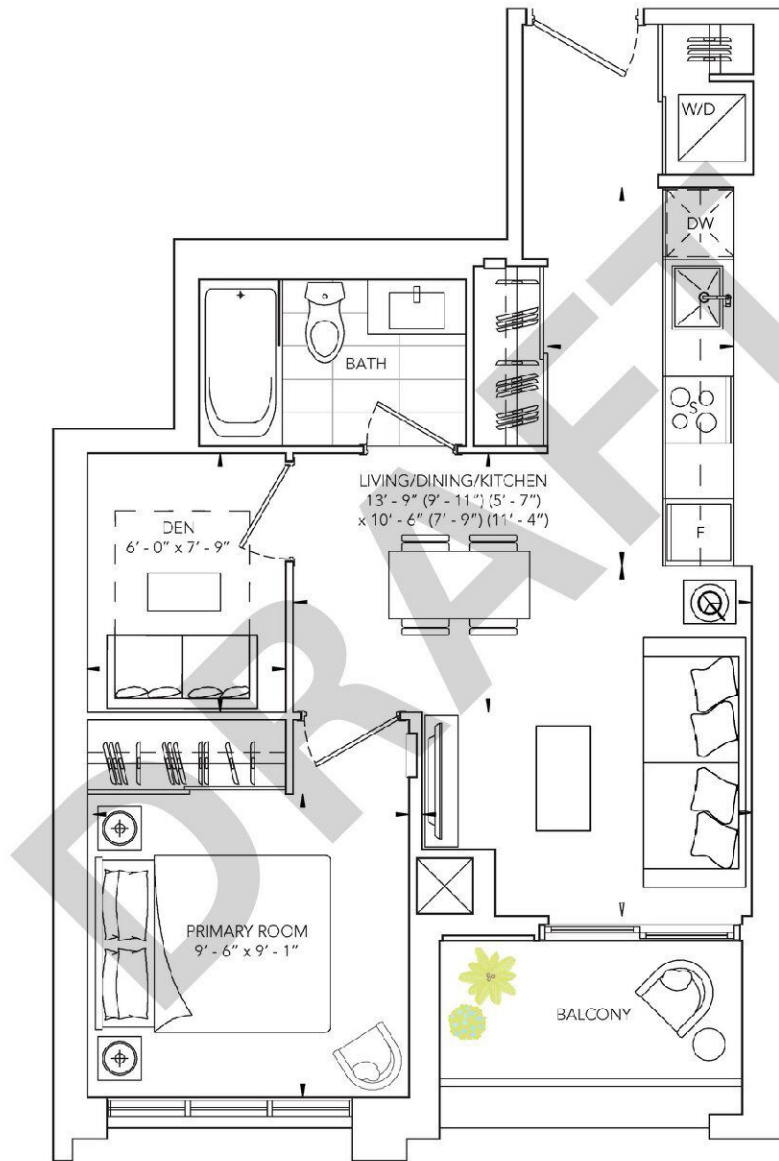 W/D
DW
BATH
S
LIVING/DINING/KITCHEN
13' - 9" (9' - 11") (5' - 7")
x 10' - 6" (7' - 9") (11' - 4")
DEN
6' - 0" x 7' - 9"
F
PRIMARY ROOM
9' - 6" x 9' - 1"
BALCONY
DRAFT